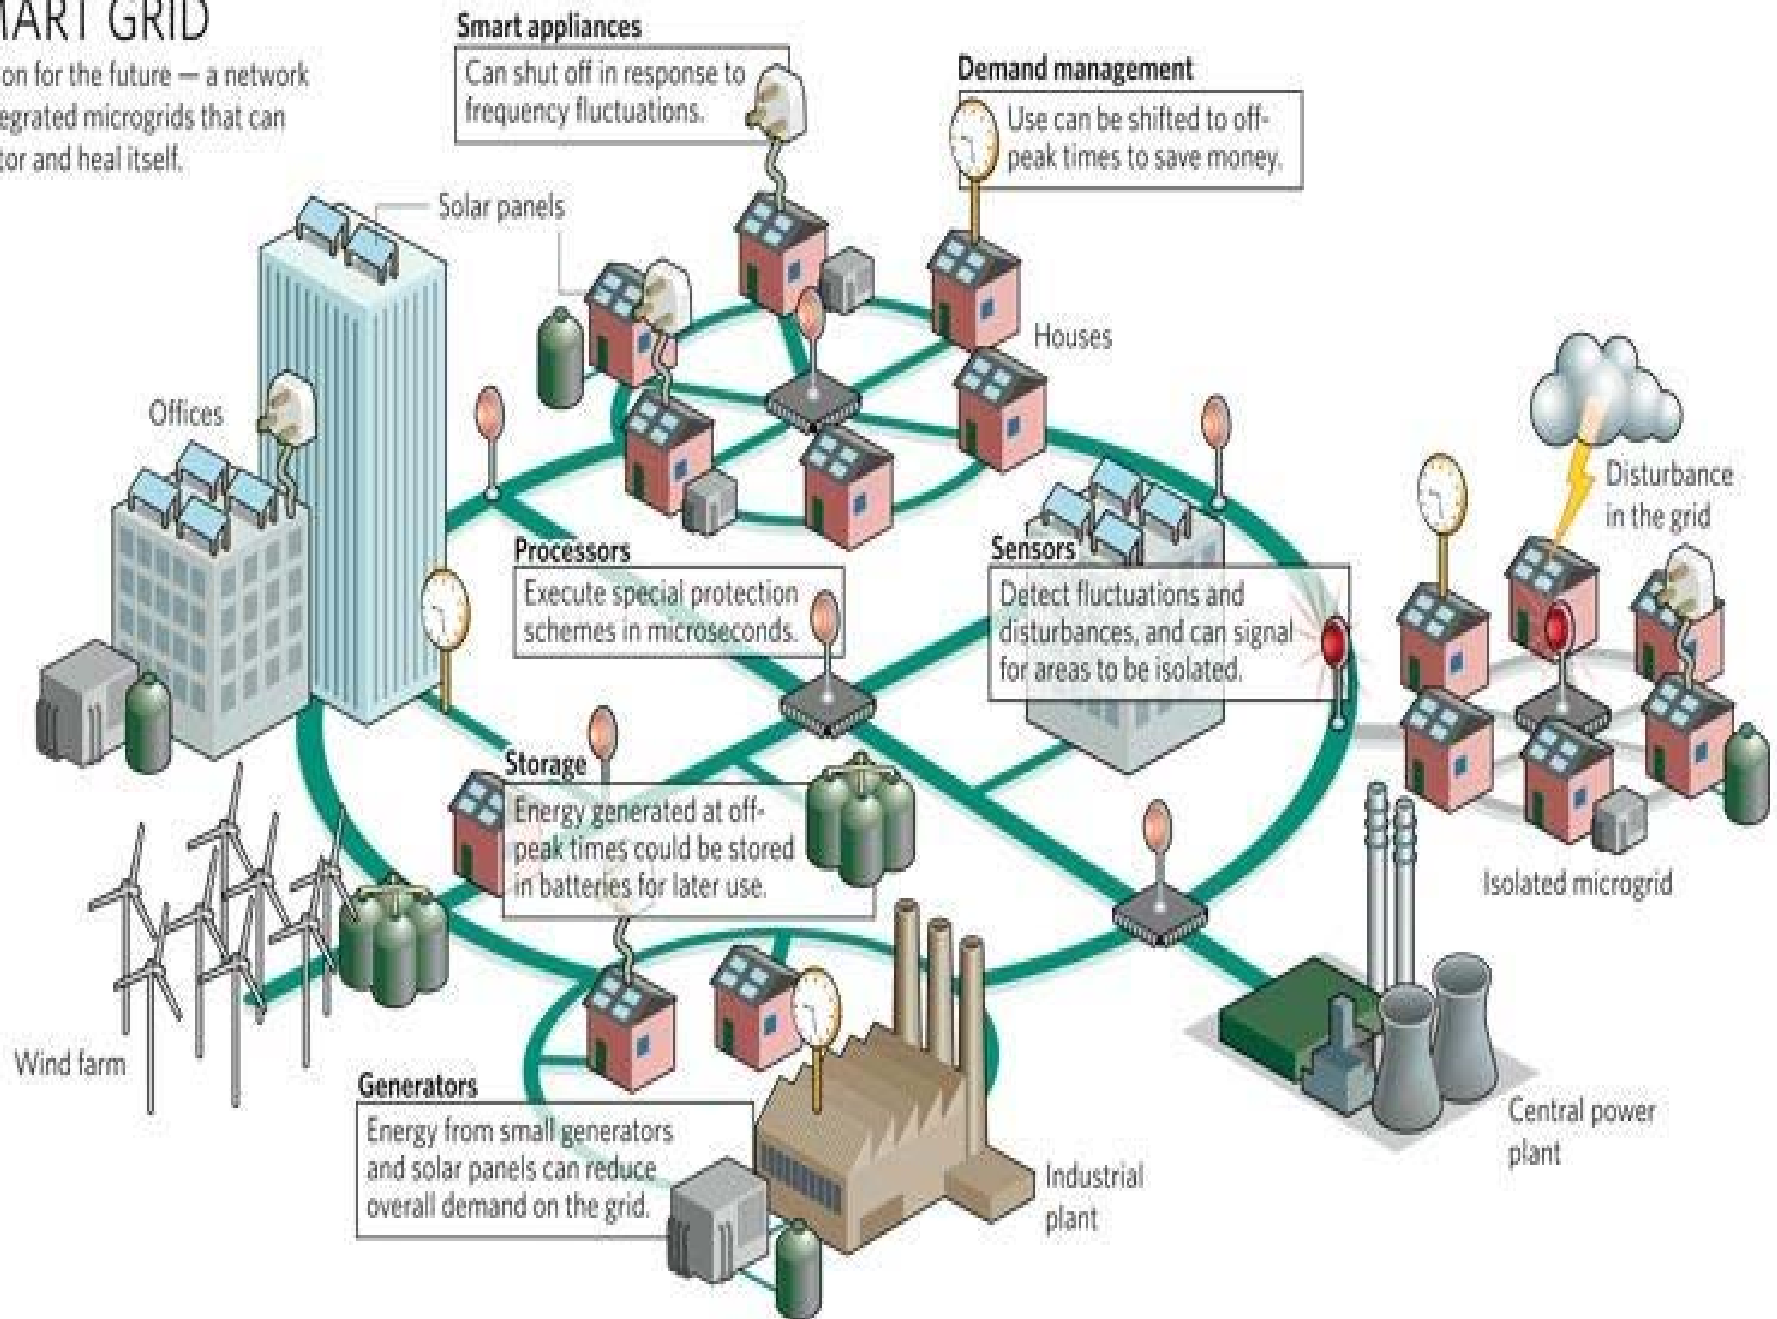 MART GRID
on for the future — a network
egrated microgrids that can
tor and heal itself.
Smart appliances
Can shut off in response to
frequency fluctuations.
Demand management
Use can be shifted to off-
peak times to save money.
Solar panels
Houses
Offices
Disturbance
in the grid
Processors
Execute special protection
schemes in microseconds.
Sensors
Detect fluctuations and
disturbances, and can signal
for areas to be isolated.
Storage
Energy generated at off-
peak times could be stored
in batteries for later use.
Isolated microgrid
Wind farm
Generators
Energy from small generators
and solar panels can reduce
overall demand on the grid.
Central power
plant
Industrial
plant